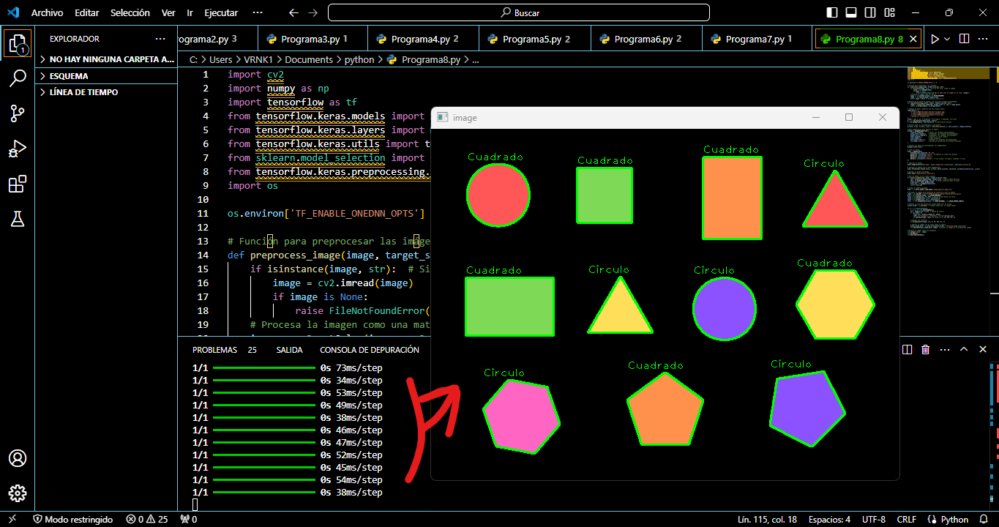 Archivo Editar Selección Ver Ir Ejecutar ··· Buscar
rograma2.py 3 Programa3.py 1 Programa4.py 2 Programa5.py 2 Programa6.py 2 Programa7.py 1 Programa8.py 8
EXPLORADOR ···
NO HAY NINGUNA CARPETA A...
ESQUEMA
LÍNEA DE TIEMPO
1
C: > Users > VRNK1 > Documents > python > Programa8.py > ...
1 import cv2
2 import numpy as np
3 import tensorflow as tf
4 from tensorflow.keras.models import
5 from tensorflow.keras.layers import
6 from tensorflow.keras.utils import t
7 from sklearn.model_selection import
8 from tensorflow.keras.preprocessing.
9 import os
10
11 os.environ['TF_ENABLE_ONEDNN_OPTS']
12
13 # Función para preprocesar las imáge
14 def preprocess_image(image, target_s
15 if isinstance(image, str): # Si
16 image = cv2.imread(image)
17 if image is None:
18 raise FileNotFoundError(
19 # Procesa la imagen como una mat
image
Cuadrado Cuadrado Cuadrado Círculo
Cuadrado Círculo Círculo Cuadrado
Círculo Cuadrado Círculo
PROBLEMAS 25 SALIDA CONSOLA DE DEPURACIÓN
1/1 0s 73ms/step
1/1 0s 34ms/step
1/1 0s 53ms/step
1/1 0s 49ms/step
1/1 0s 38ms/step
1/1 0s 46ms/step
1/1 0s 47ms/step
1/1 0s 52ms/step
1/1 0s 45ms/step
1/1 0s 54ms/step
1/1 0s 38ms/step
Modo restringido 0 25 0 Lín. 115, col. 18 Espacios: 4 UTF-8 CRLF Python